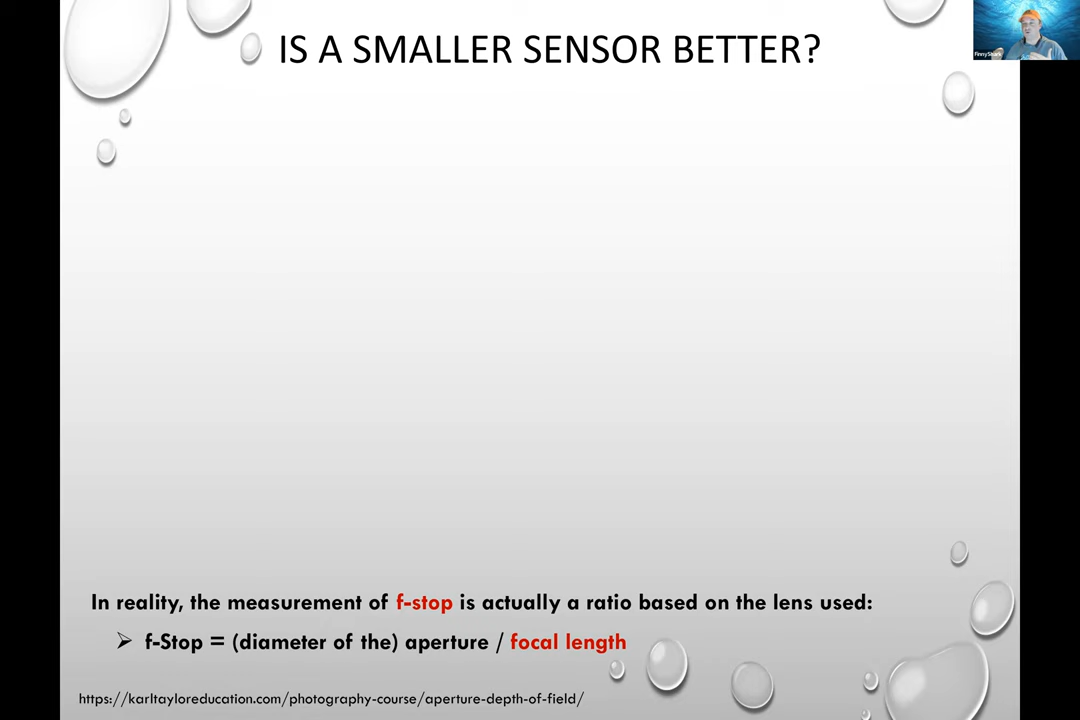 IS A SMALLER SENSOR BETTER?
FinnyShark
In reality, the measurement of f-stop is actually a ratio based on the lens used:
➢ f-Stop = (diameter of the) aperture / focal length
https://karltayloreducation.com/photography-course/aperture-depth-of-field/